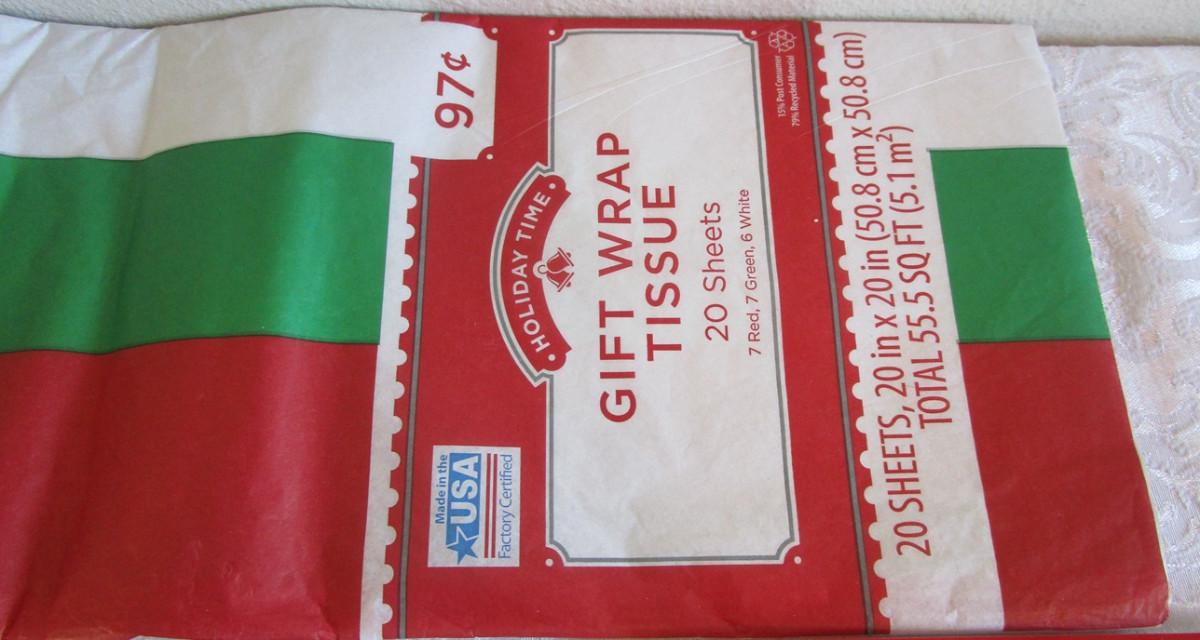 97¢
HOLIDAY TIME
GIFT WRAP
TISSUE
20 Sheets
7 Red, 7 Green, 6 White
15% Post Consumer
79% Recycled Material
Made in the
USA
Factory Certified
20 SHEETS, 20 in x 20 in (50.8 cm x 50.8 cm)
TOTAL 55.5 SQ FT (5.1 m²)